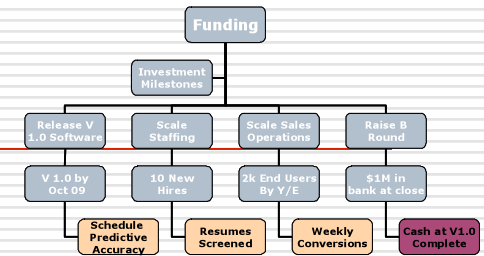 Funding
Investment
Milestones
Release V
1.0 Software
Scale
Staffing
Scale Sales
Operations
Raise B
Round
V 1.0 by
Oct 09
10 New
Hires
2k End Users
By Y/E
$1M in
bank at close
Schedule
Predictive
Accuracy
Resumes
Screened
Weekly
Conversions
Cash at V1.0
Complete